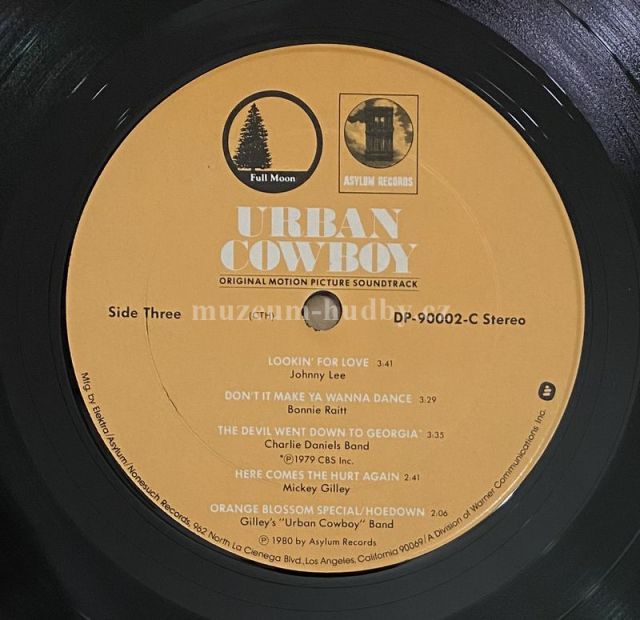 Full Moon
ASYLUM RECORDS
URBAN
COWBOY
ORIGINAL MOTION PICTURE SOUNDTRACK
Side Three
muzeum-hudby.cz
(CTH)
DP-90002-C Stereo
LOOKIN' FOR LOVE 3:41
Johnny Lee
DON'T IT MAKE YA WANNA DANCE 3:29
Bonnie Raitt
THE DEVIL WENT DOWN TO GEORGIA* 3:35
Charlie Daniels Band
*Ⓟ1979 CBS Inc.
HERE COMES THE HURT AGAIN 2:41
Mickey Gilley
ORANGE BLOSSOM SPECIAL/HOEDOWN 2:06
Gilley's "Urban Cowboy" Band
Ⓟ 1980 by Asylum Records
Mfg. by Elektra/Asylum/Nonesuch Records, 962 North La Cienega Blvd., Los Angeles, California 90069/A Division of Warner Communications Inc.